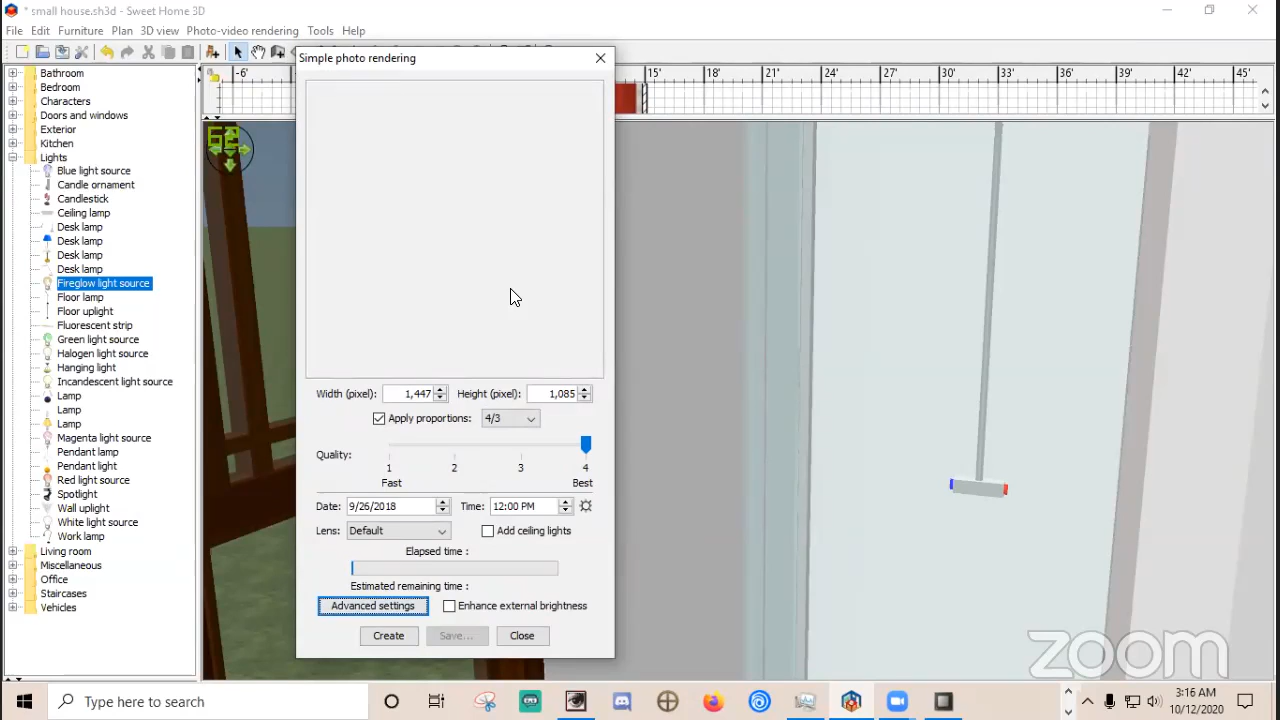 * small house.sh3d - Sweet Home 3D
File Edit Furniture Plan 3D view Photo-video rendering Tools Help
Simple photo rendering
-6' 15' 18' 21' 24' 27' 30' 33' 36' 39' 42' 45'
62
Bathroom
Bedroom
Characters
Doors and windows
Exterior
Kitchen
Lights
Blue light source
Candle ornament
Candlestick
Ceiling lamp
Desk lamp
Desk lamp
Desk lamp
Desk lamp
Fireglow light source
Floor lamp
Floor uplight
Fluorescent strip
Green light source
Halogen light source
Hanging light
Incandescent light source
Lamp
Lamp
Lamp
Magenta light source
Pendant lamp
Pendant light
Red light source
Spotlight
Wall uplight
White light source
Work lamp
Living room
Miscellaneous
Office
Staircases
Vehicles
Width (pixel): 1,447 Height (pixel): 1,085
Apply proportions: 4/3
Quality:
1 2 3 4
Fast Best
Date: 9/26/2018 Time: 12:00 PM
Lens: Default Add ceiling lights
Elapsed time :
Estimated remaining time :
Advanced settings Enhance external brightness
Create Save... Close
zoom
Type here to search
3:16 AM
10/12/2020